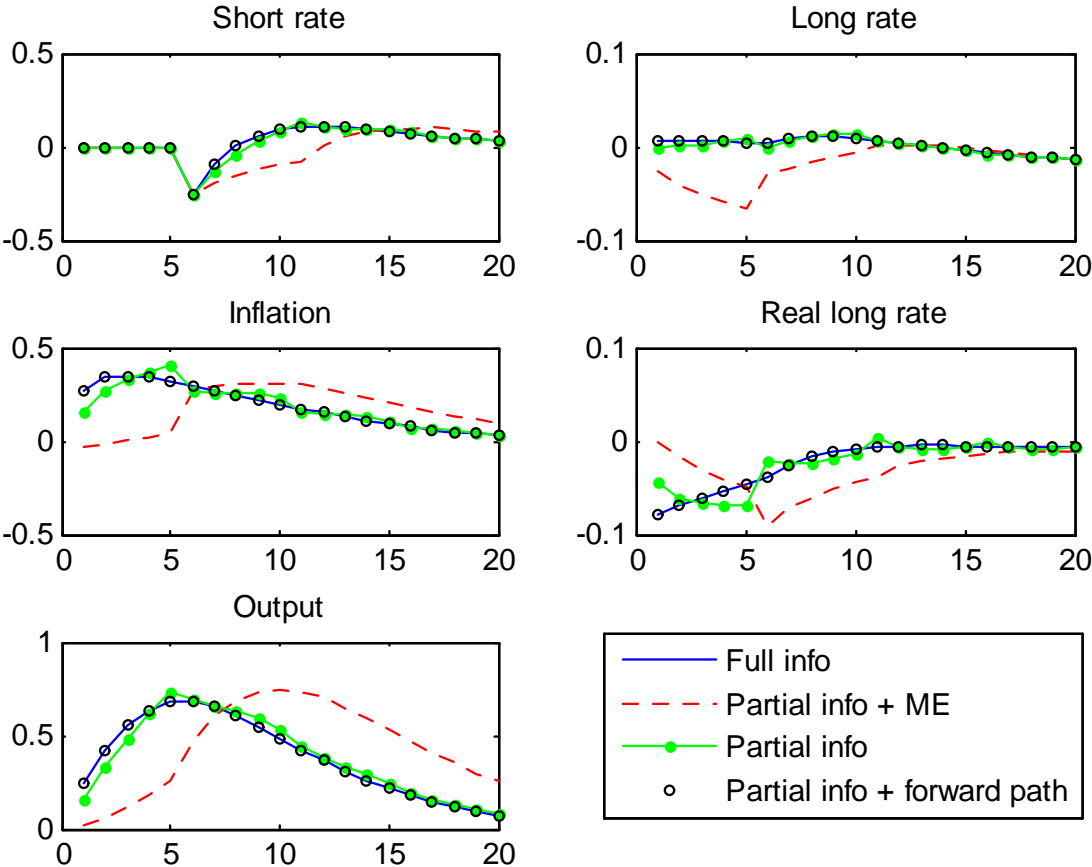 Short rate
0.5
0
-0.5
0 5 10 15 20
Long rate
0.1
0
-0.1
0 5 10 15 20
Inflation
0.5
0
-0.5
0 5 10 15 20
Real long rate
0.1
0
-0.1
0 5 10 15 20
Output
1
0.5
0
0 5 10 15 20
Full info
Partial info + ME
Partial info
Partial info + forward path